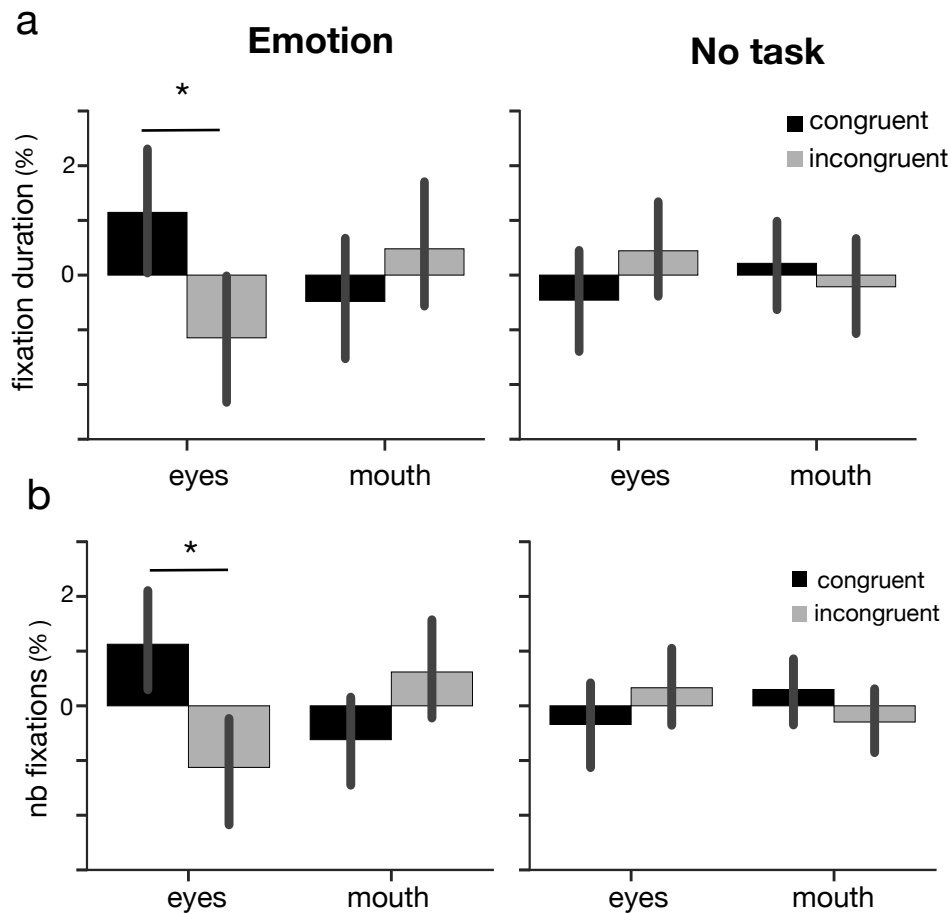 a
Emotion
No task
*
congruent
incongruent
fixation duration (% )
2
0
eyes
mouth
eyes
mouth
b
*
congruent
incongruent
nb fixations (% )
2
0
eyes
mouth
eyes
mouth